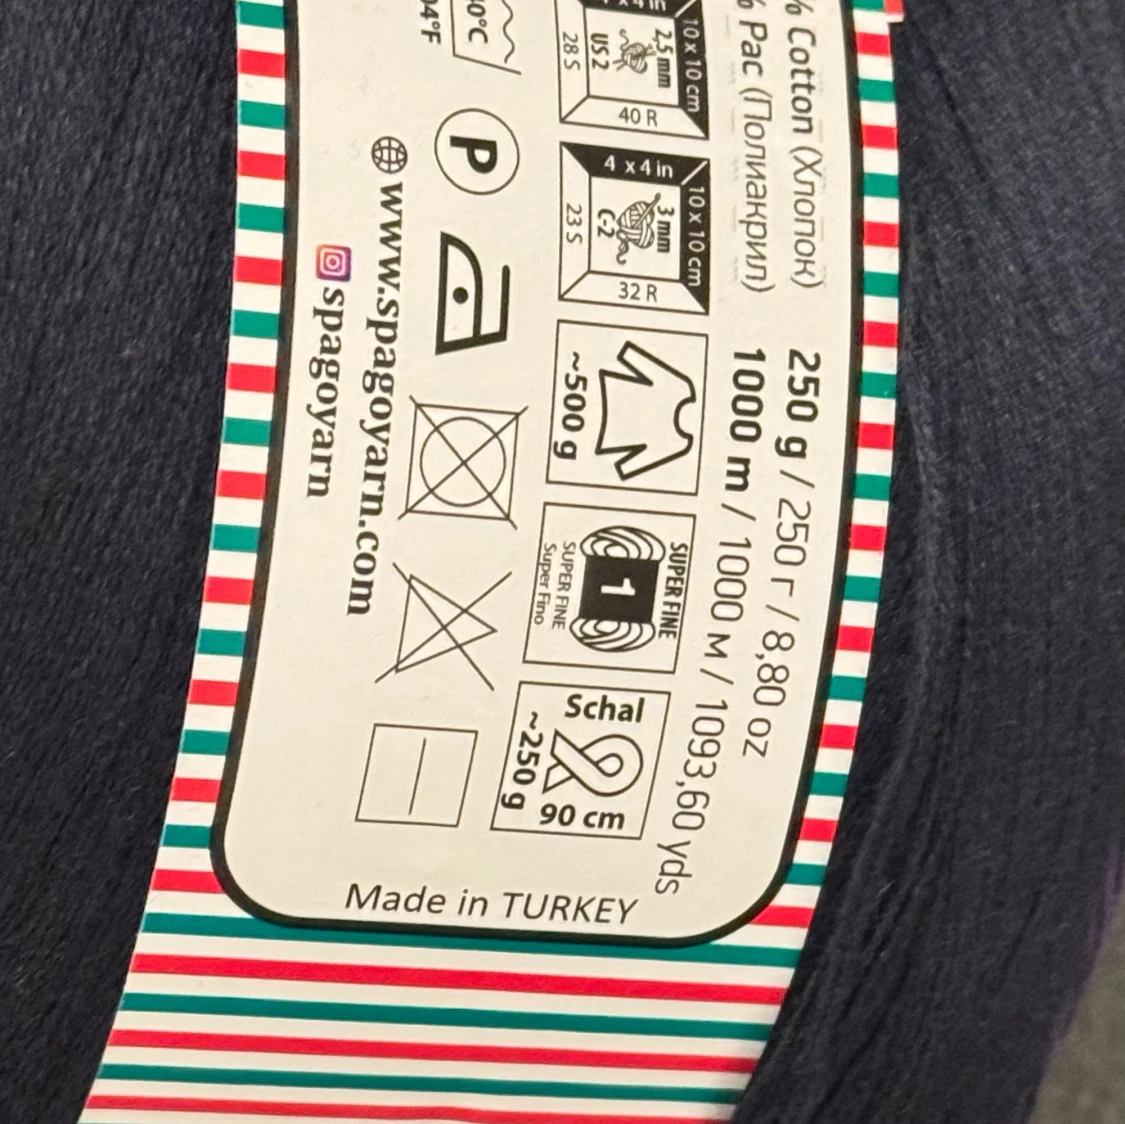 % Cotton (Хлопок)
250 g / 250 г / 8,80 oz
% Pac (Полиакрил)
1000 m / 1000 м / 1093,60 yds
10 x 10 cm
2,5 mm
US 2
28 S
40 R
4 x 4 in
10 x 10 cm
3 mm
C-2
23 S
32 R
~500 g
SUPER FINE
1
SUPER FINE
Super Fino
Schal
90 cm
~250 g
P
www.spagoyarn.com
spagoyarn
Made in TURKEY